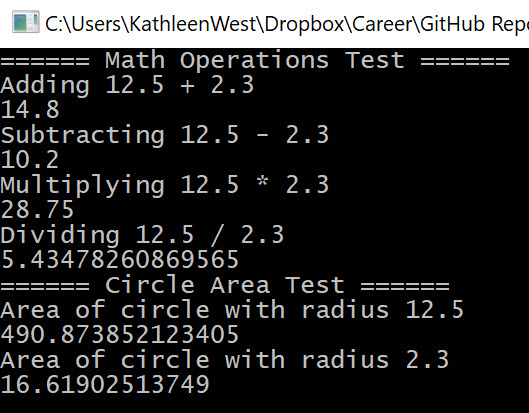 C:\Users\KathleenWest\Dropbox\Career\GitHub Repo
====== Math Operations Test ======
Adding 12.5 + 2.3
14.8
Subtracting 12.5 - 2.3
10.2
Multiplying 12.5 * 2.3
28.75
Dividing 12.5 / 2.3
5.43478260869565
====== Circle Area Test ======
Area of circle with radius 12.5
490.873852123405
Area of circle with radius 2.3
16.61902513749